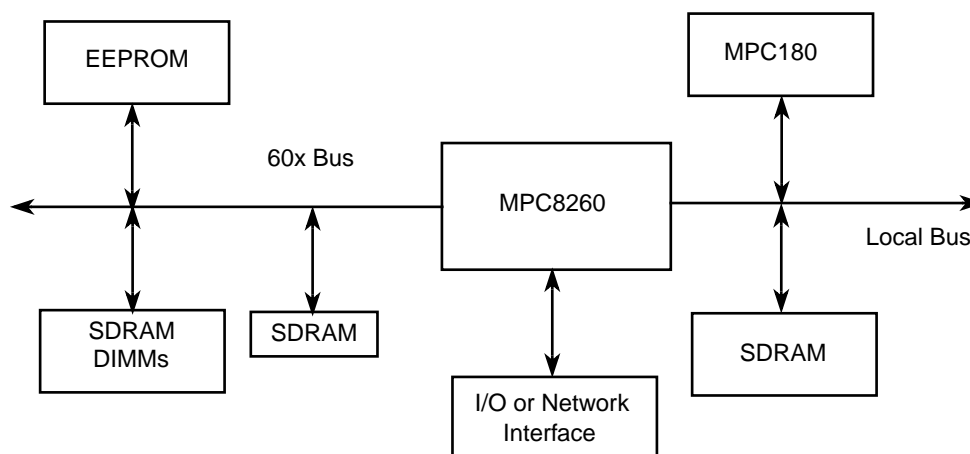 EEPROM
MPC180
60x Bus
MPC8260
Local Bus
SDRAM
DIMMs
SDRAM
SDRAM
I/O or Network
Interface